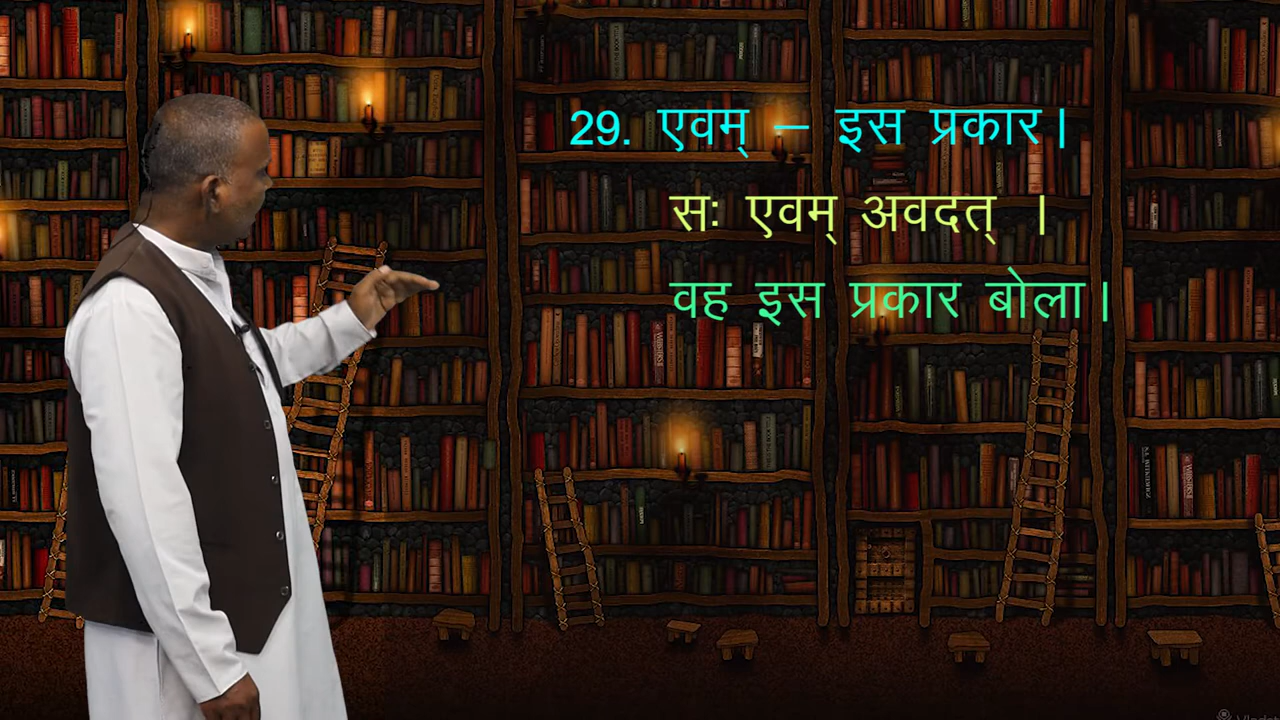 29. एवम् – इस प्रकार।
सः एवम् अवदत् ।
वह इस प्रकार बोला।